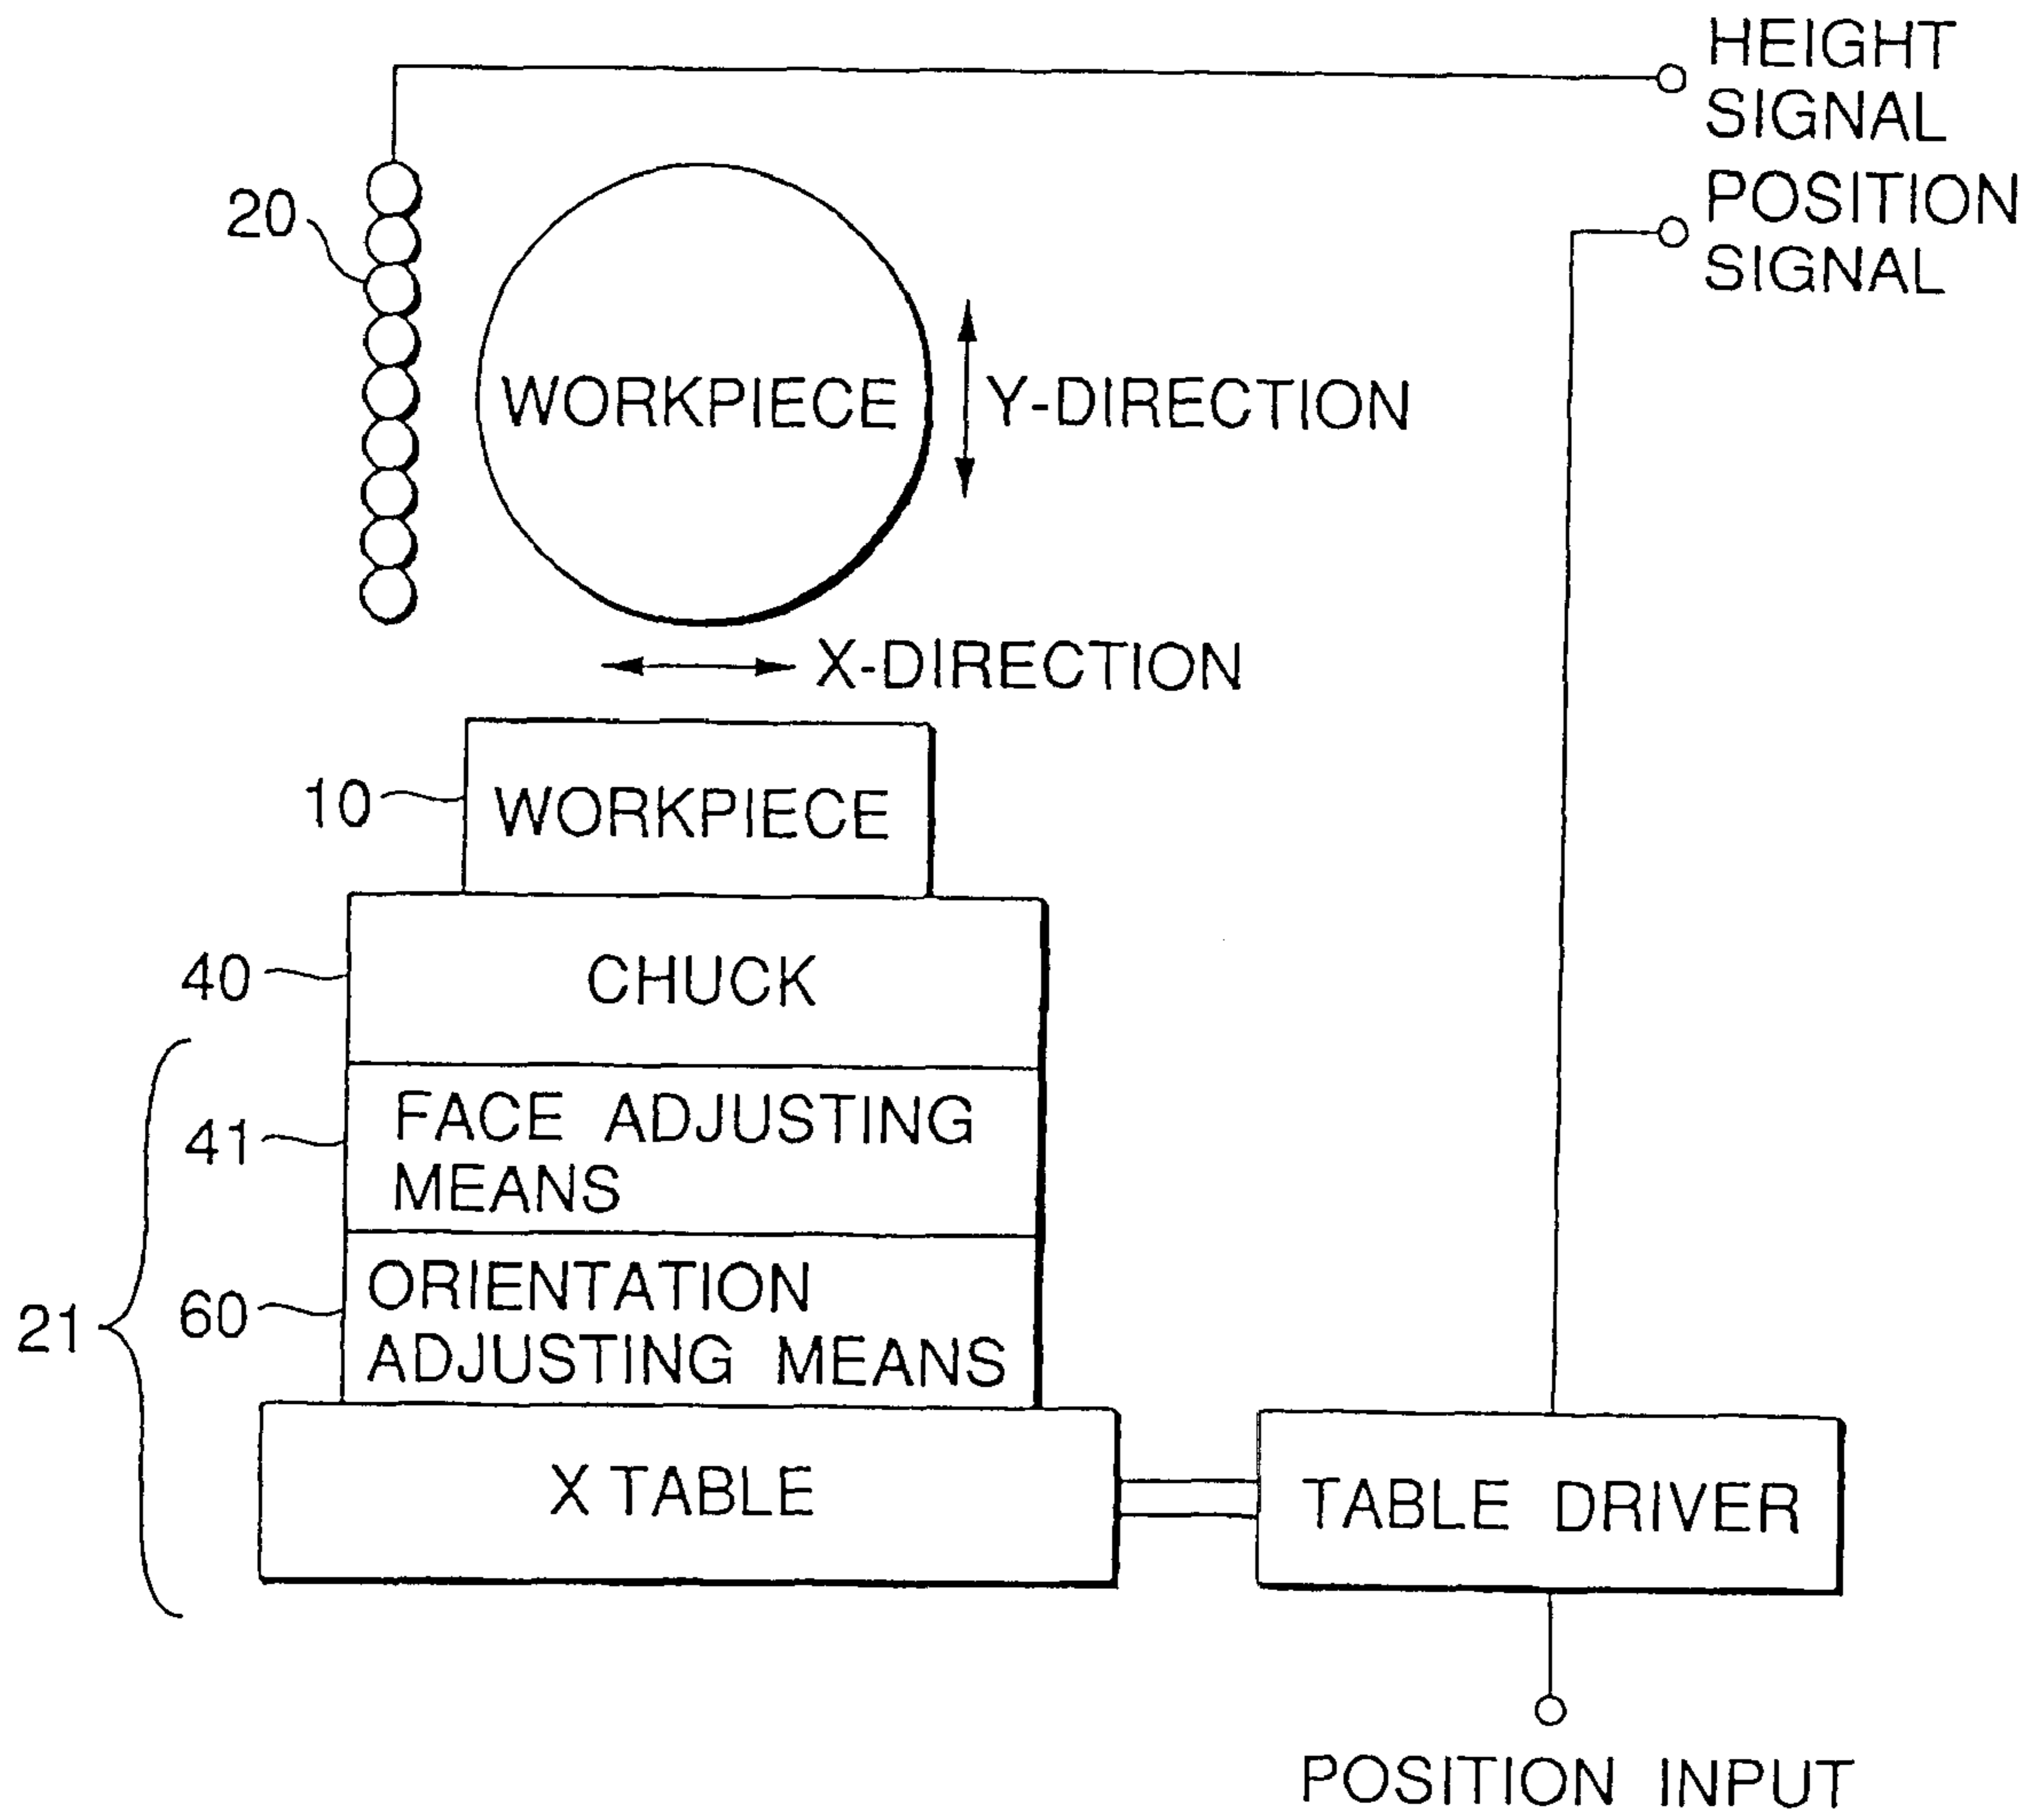 HEIGHT
SIGNAL
POSITION
SIGNAL
20
WORKPIECE
Y-DIRECTION
X-DIRECTION
10
WORKPIECE
40
CHUCK
41
FACE ADJUSTING
MEANS
21
60
ORIENTATION
ADJUSTING MEANS
X TABLE
TABLE DRIVER
POSITION INPUT